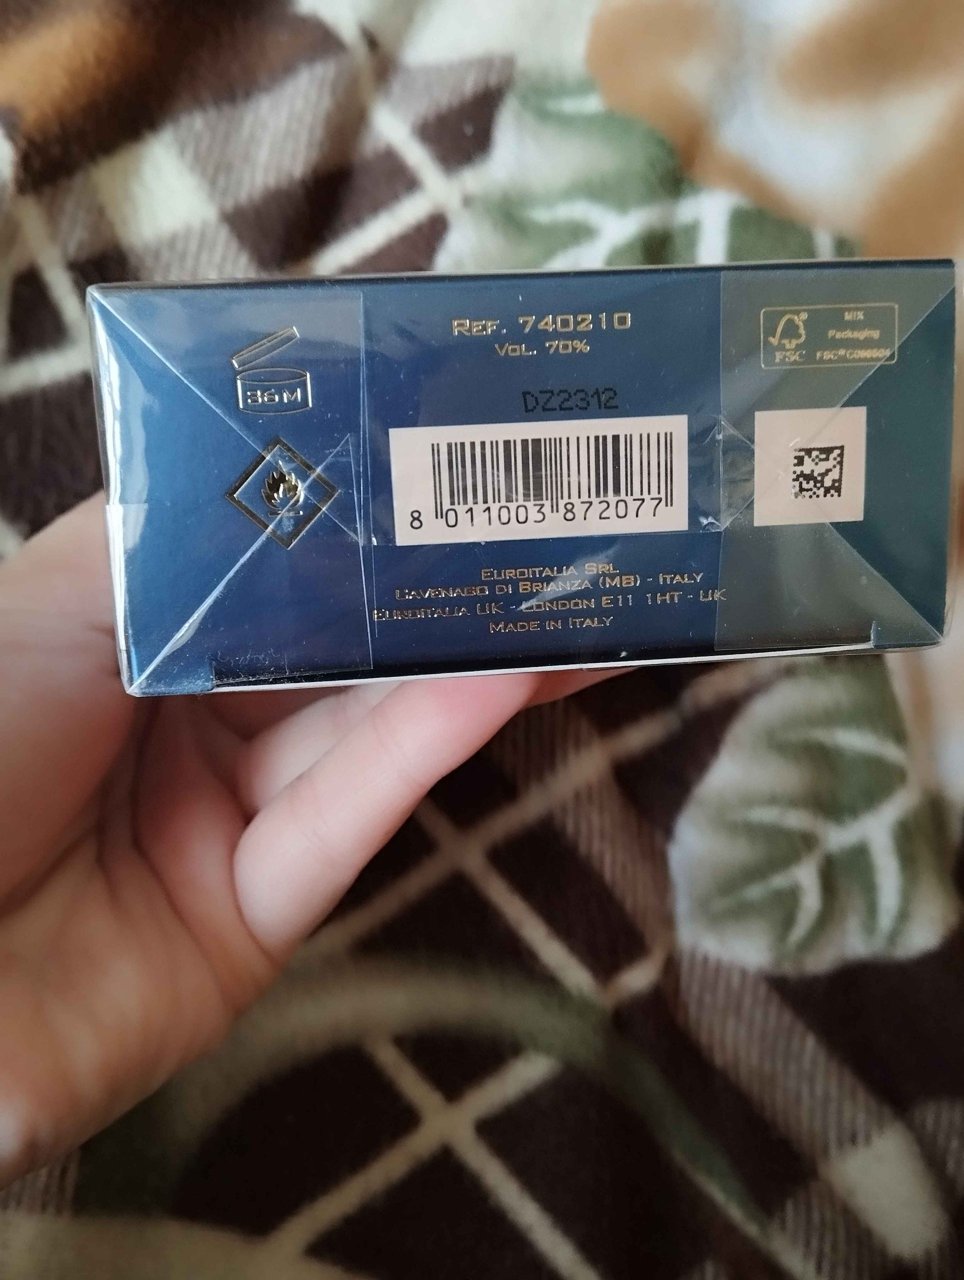 36 M
REF. 740210
VOL. 70%
DZ2312
8 011003 872077
FSC
MIX
Packaging
EUROITALIA SRL
CAVENAGO DI BRIANZA (MB) - ITALY
EUROITALIA UK - LONDON E11 1HT - UK
MADE IN ITALY